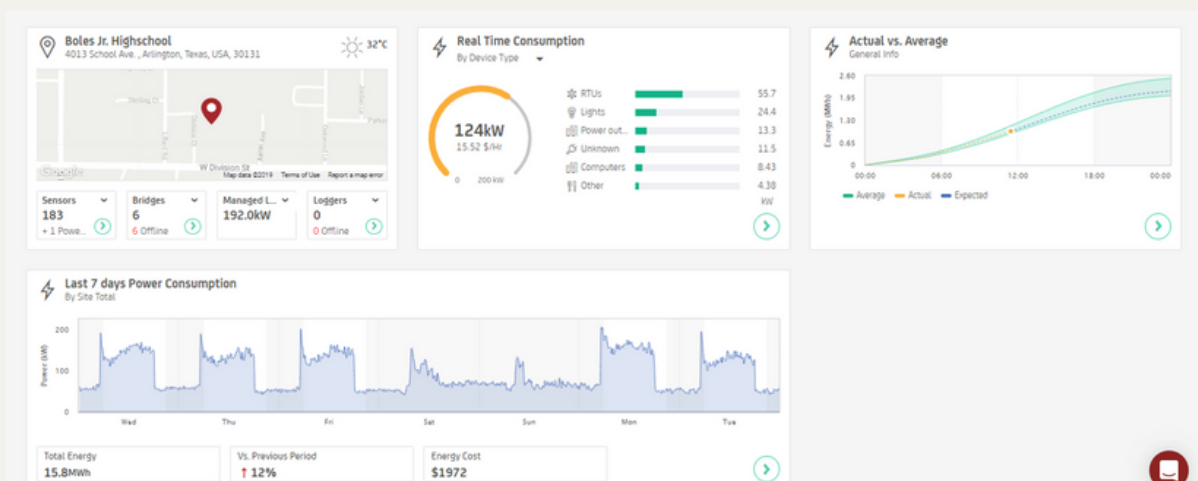 Boles Jr. Highschool
4013 School Ave. , Arlington, Texas, USA, 30131
32°C
W Division St
Google
Map data ©2019 Terms of Use Report a map error
Sensors
183
+ 1 Powe...
Bridges
6
6 Offline
Managed L...
192.0kW
Loggers
0
0 Offline
Real Time Consumption
By Device Type
124kW
15.52 $/Hr
0 200 kW
RTUs 55.7
Lights 24.4
Power out... 13.3
Unknown 11.5
Computers 8.43
Other 4.38
kW
Actual vs. Average
General Info
Energy (MWh)
2.60
1.95
1.30
0.65
0
00:00 06:00 12:00 18:00 00:00
Average Actual Expected
Last 7 days Power Consumption
By Site Total
Power (kW)
200
100
0
Wed Thu Fri Sat Sun Mon Tue
Total Energy
15.8MWh
Vs. Previous Period
↑ 12%
Energy Cost
$1972